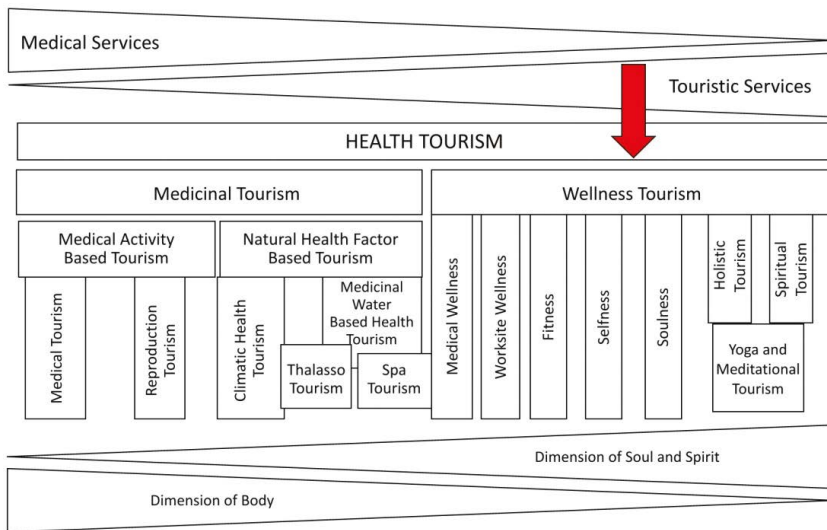 Medical Services
Touristic Services
HEALTH TOURISM
Medicinal Tourism
Wellness Tourism
Medical Activity
Based Tourism
Natural Health Factor
Based Tourism
Medical Tourism
Reproduction
Tourism
Climatic Health
Tourism
Medicinal
Water
Based Health
Tourism
Thalasso
Tourism
Spa
Tourism
Medical Wellness
Worksite Wellness
Fitness
Selfness
Soulness
Holistic
Tourism
Spiritual
Tourism
Yoga and
Meditational
Tourism
Dimension of Soul and Spirit
Dimension of Body